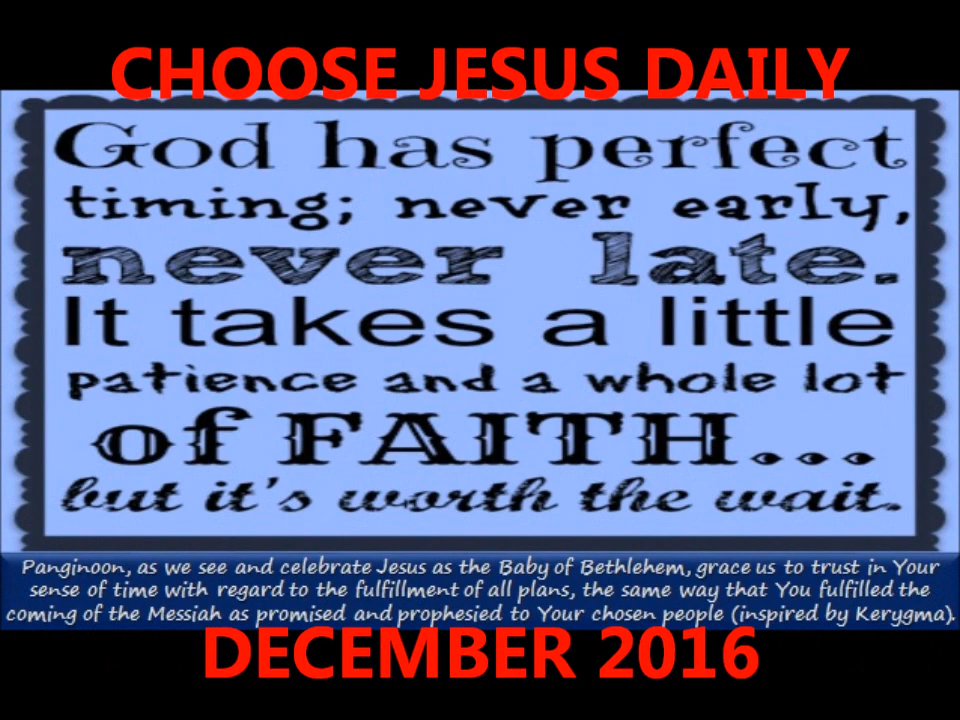 CHOOSE JESUS DAILY
God has perfect
timing; never early,
never late.
It takes a little
patience and a whole lot
of FAITH...
but it's worth the wait.
Panginoon, as we see and celebrate Jesus as the Baby of Bethlehem, grace us to trust in Your
sense of time with regard to the fulfillment of all plans, the same way that You fulfilled the
coming of the Messiah as promised and prophesied to Your chosen people (inspired by Kerygma).
DECEMBER 2016